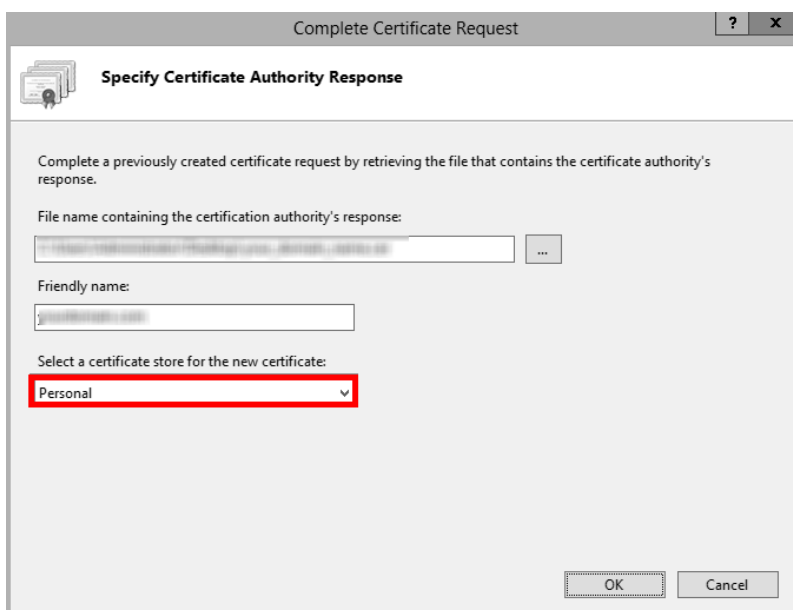 Complete Certificate Request
? x
Specify Certificate Authority Response
Complete a previously created certificate request by retrieving the file that contains the certificate authority's
response.
File name containing the certification authority's response:
...
Friendly name:
Select a certificate store for the new certificate:
Personal
OK Cancel